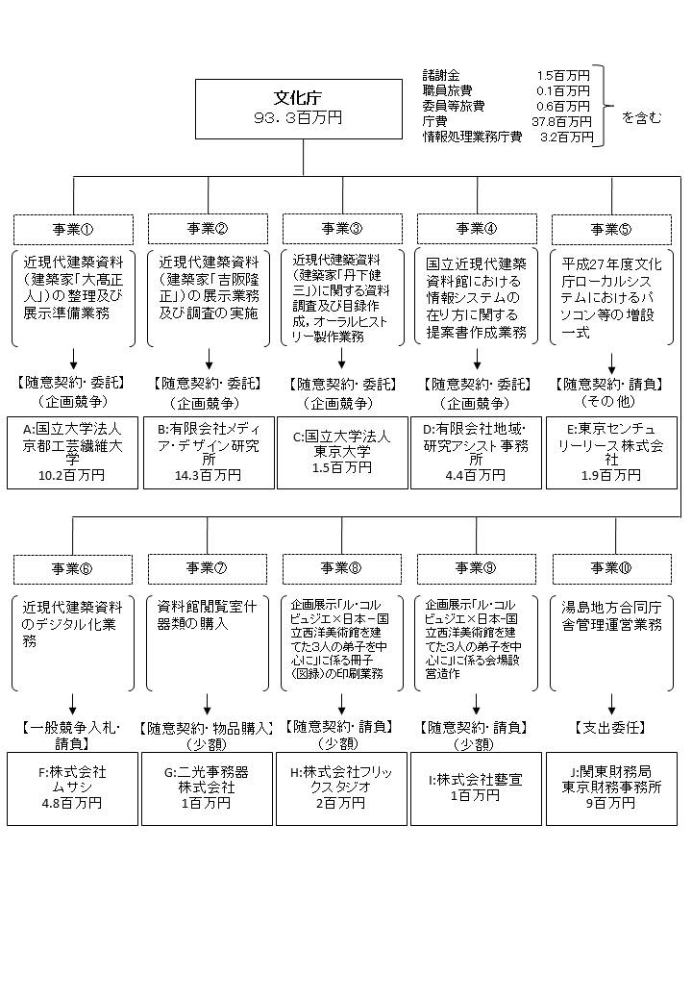 文化庁
９３．３百万円
諸謝金 1.5百万円
職員旅費 0.1百万円
委員等旅費 0.6百万円
庁費 37.8百万円
情報処理業務庁費 3.2百万円
を含む
事業①
近現代建築資料
（建築家「大髙正
人」）の整理及び
展示準備業務
【随意契約・委託】
（企画競争）
A:国立大学法人
京都工芸繊維大
学
10.2百万円
事業②
近現代建築資料
（建築家「吉阪隆
正」）の展示業務
及び調査の実施
【随意契約・委託】
（企画競争）
B:有限会社メディ
ア・デザイン研究
所
14.3百万円
事業③
近現代建築資料
（建築家「丹下健
三」）に関する資料
調査及び目録作
成，オーラルヒスト
リー製作業務
【随意契約・委託】
（企画競争）
C:国立大学法人
東京大学
1.5百万円
事業④
国立近現代建築
資料館における
情報システムの
在り方に関する
提案書作成業務
【随意契約・委託】
（企画競争）
D:有限会社地域・
研究アシスト事務
所
4.4百万円
事業⑤
平成27年度文化
庁ローカルシス
テムにおけるパ
ソコン等の増設
一式
【随意契約・請負】
（その他）
E:東京センチュ
リーリース株式会
社
1.9百万円
事業⑥
近現代建築資料
のデジタル化業
務
【一般競争入札・
請負】
F:株式会社
ムサシ
4.8百万円
事業⑦
資料館閲覧室什
器類の購入
【随意契約・物品購入】
（少額）
G:二光事務器
株式会社
1百万円
事業⑧
企画展示「ル・コル
ビュジエ×日本－国
立西洋美術館を建
てた３人の弟子を中
心に」に係る冊子
（図録）の印刷業務
【随意契約・請負】
（少額）
H:株式会社フリッ
クスタジオ
2百万円
事業⑨
企画展示「ル・コル
ビュジエ×日本－国
立西洋美術館を建
てた３人の弟子を中
心に」に係る会場設
営造作
【随意契約・請負】
（少額）
I:株式会社藝宣
1百万円
事業⑩
湯島地方合同庁
舎管理運営業務
【支出委任】
J:関東財務局
東京財務事務所
9百万円